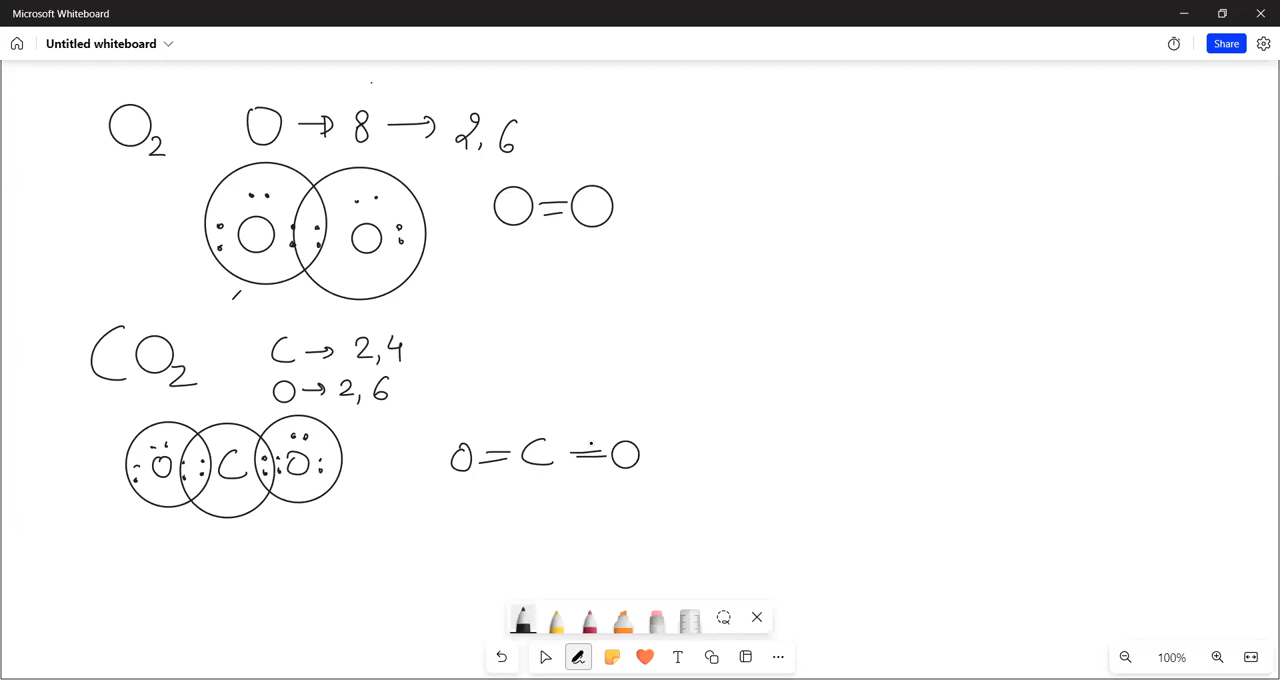 Microsoft Whiteboard
Untitled whiteboard
Share
O₂ O → 8 → 2,6
O O O=O
CO₂ C → 2,4
O → 2,6
O C O O=C=O
T
100%